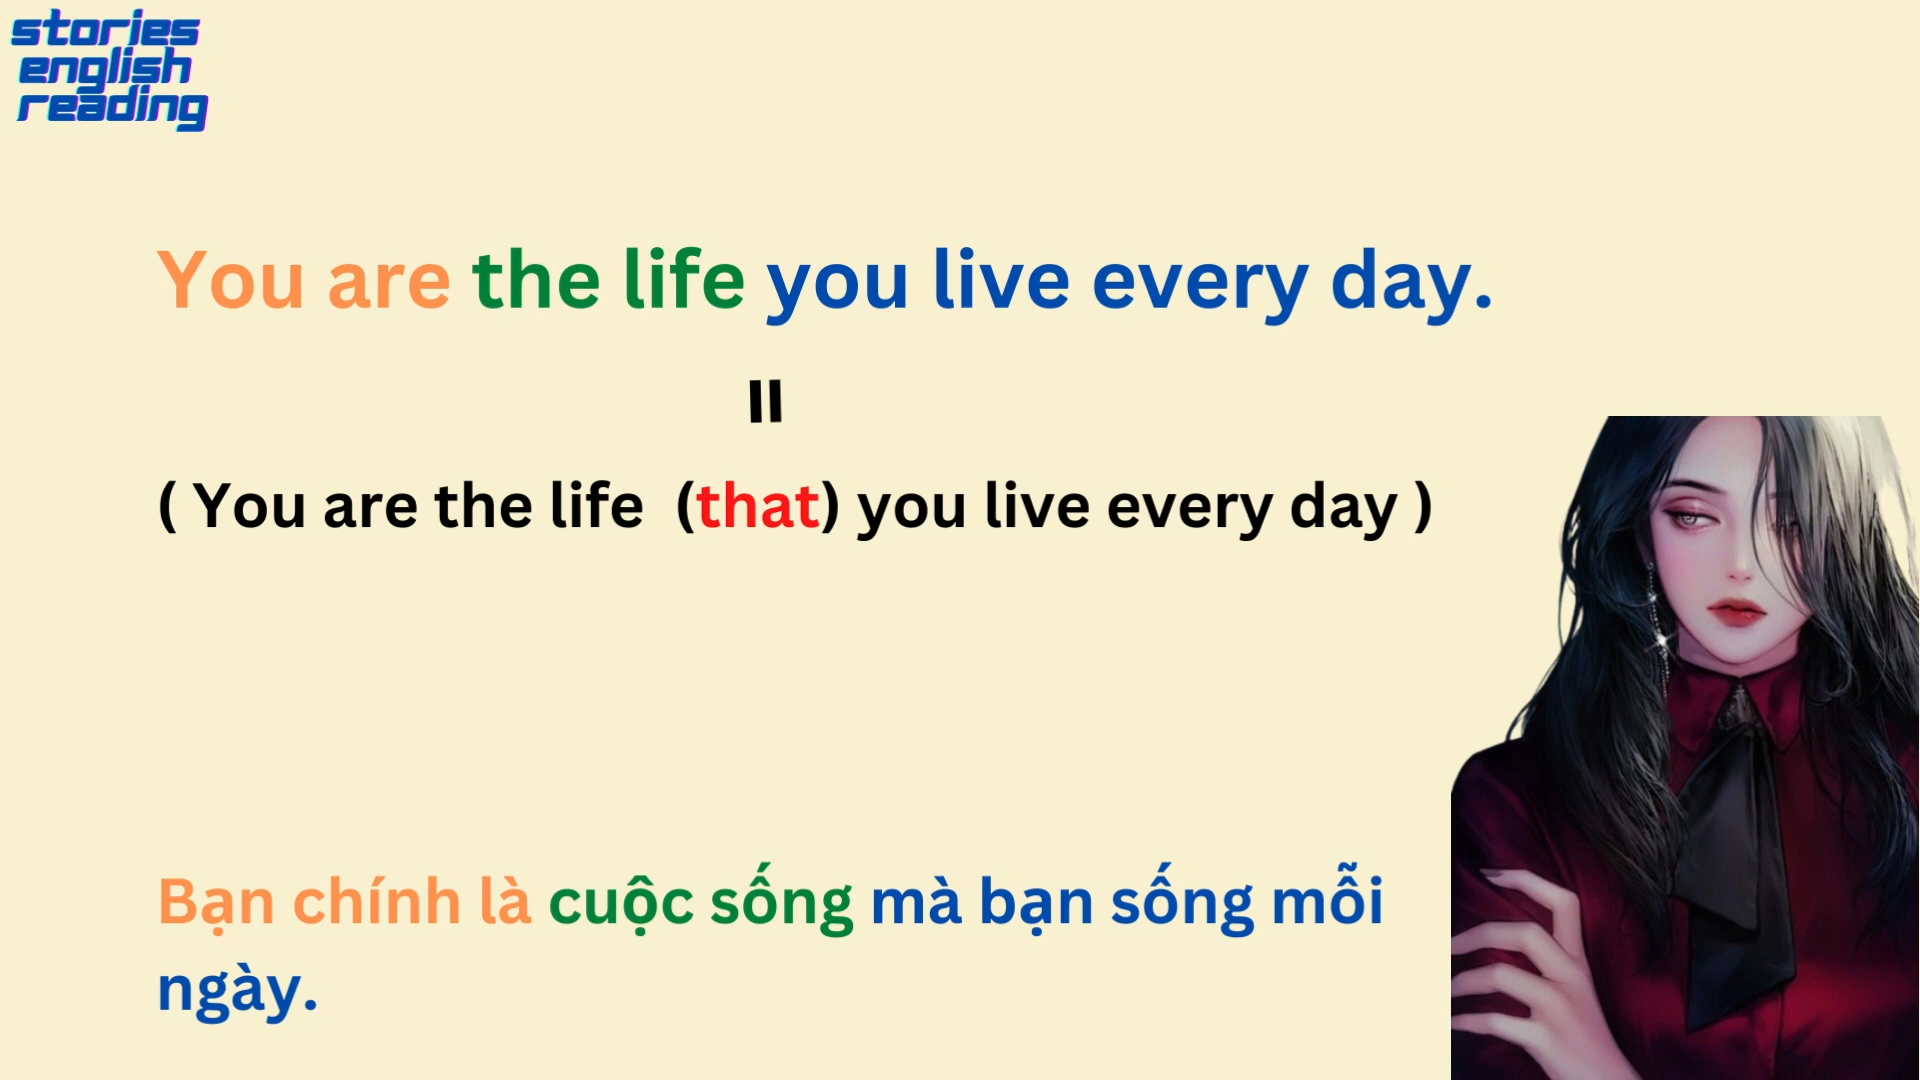 stories
english
reading
You are the life you live every day.
=
( You are the life (that) you live every day )
Bạn chính là cuộc sống mà bạn sống mỗi
ngày.